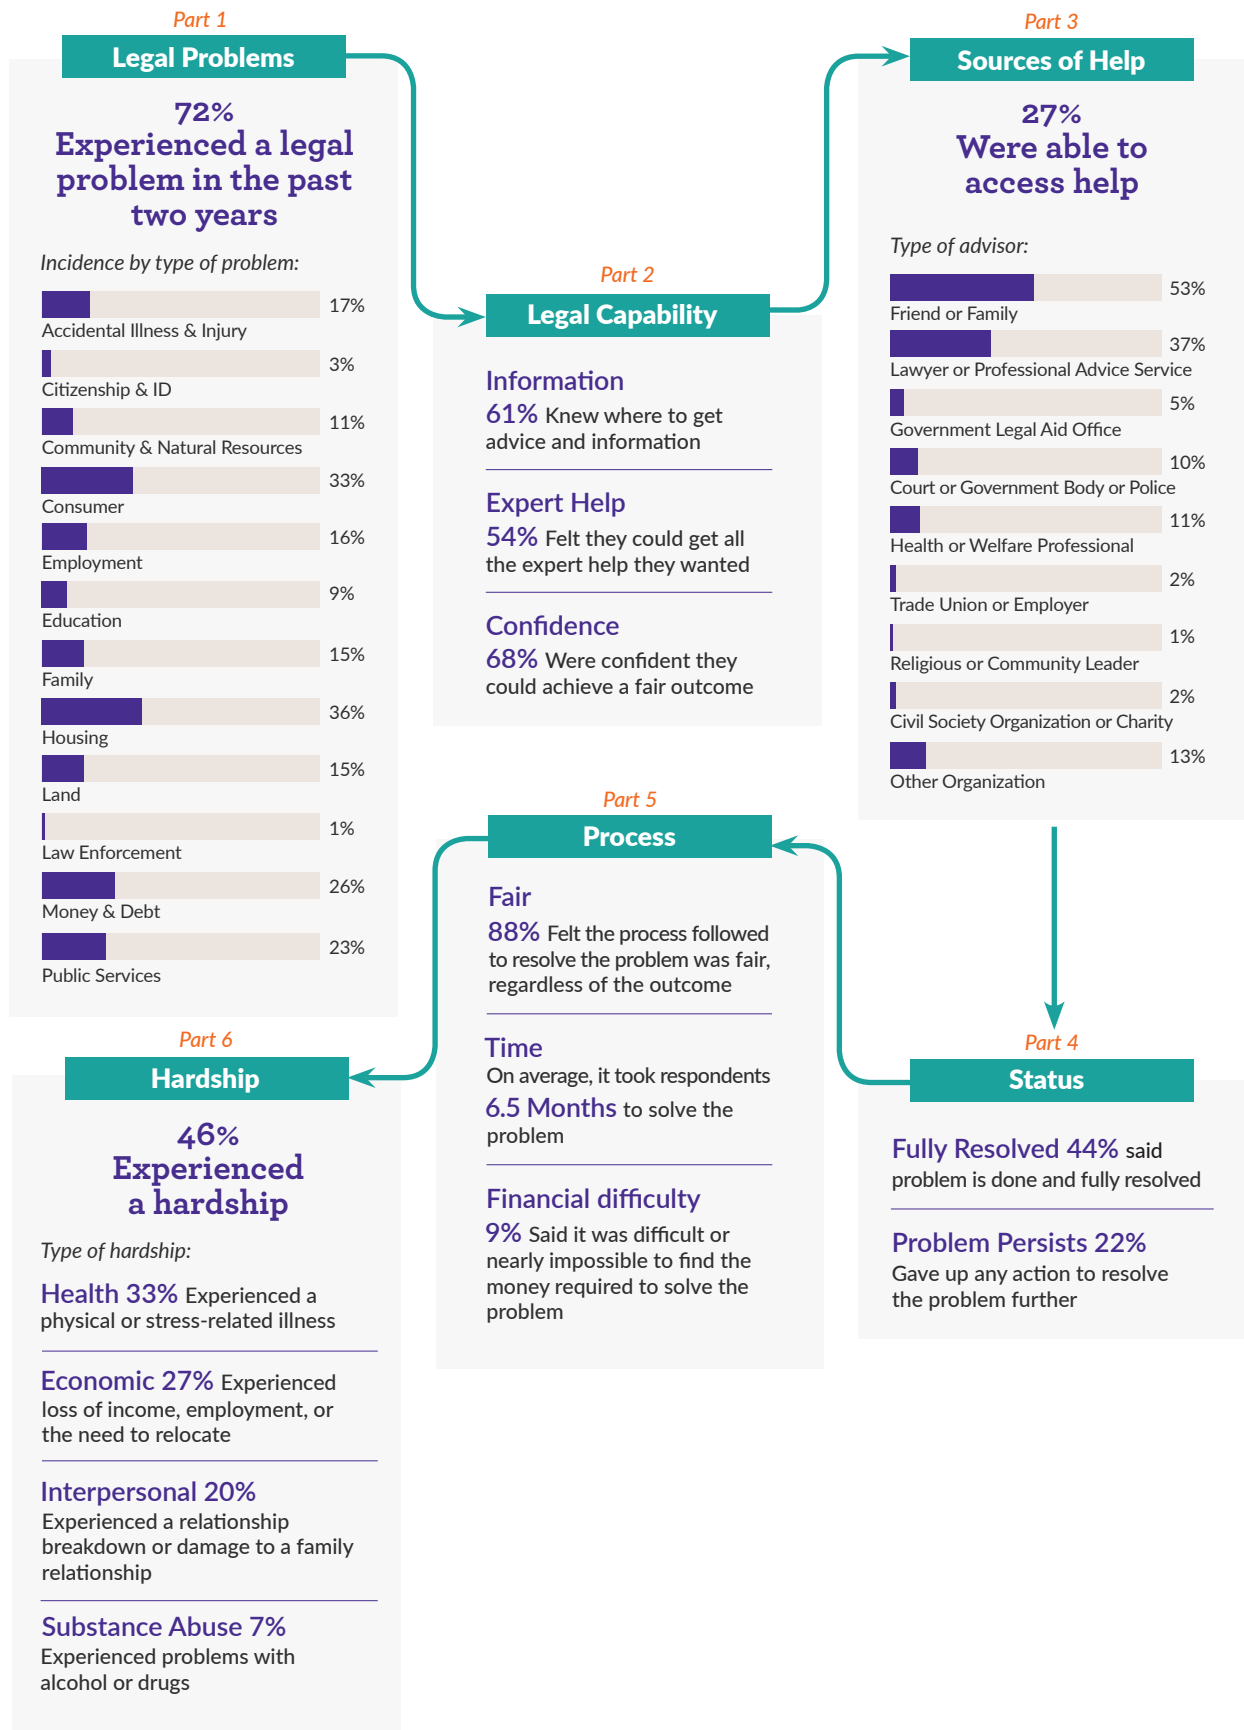 Part 1
Legal Problems
72%
Experienced a legal
problem in the past
two years
Incidence by type of problem:
17%
Accidental Illness & Injury
3%
Citizenship & ID
11%
Community & Natural Resources
33%
Consumer
16%
Employment
9%
Education
15%
Family
36%
Housing
15%
Land
1%
Law Enforcement
26%
Money & Debt
23%
Public Services
Part 2
Legal Capability
Information
61% Knew where to get
advice and information
Expert Help
54% Felt they could get all
the expert help they wanted
Confidence
68% Were confident they
could achieve a fair outcome
Part 3
Sources of Help
27%
Were able to
access help
Type of advisor:
53%
Friend or Family
37%
Lawyer or Professional Advice Service
5%
Government Legal Aid Office
10%
Court or Government Body or Police
11%
Health or Welfare Professional
2%
Trade Union or Employer
1%
Religious or Community Leader
2%
Civil Society Organization or Charity
13%
Other Organization
Part 4
Status
Fully Resolved 44% said
problem is done and fully resolved
Problem Persists 22%
Gave up any action to resolve
the problem further
Part 5
Process
Fair
88% Felt the process followed
to resolve the problem was fair,
regardless of the outcome
Time
On average, it took respondents
6.5 Months to solve the
problem
Financial difficulty
9% Said it was difficult or
nearly impossible to find the
money required to solve the
problem
Part 6
Hardship
46%
Experienced
a hardship
Type of hardship:
Health 33% Experienced a
physical or stress-related illness
Economic 27% Experienced
loss of income, employment, or
the need to relocate
Interpersonal 20%
Experienced a relationship
breakdown or damage to a family
relationship
Substance Abuse 7%
Experienced problems with
alcohol or drugs